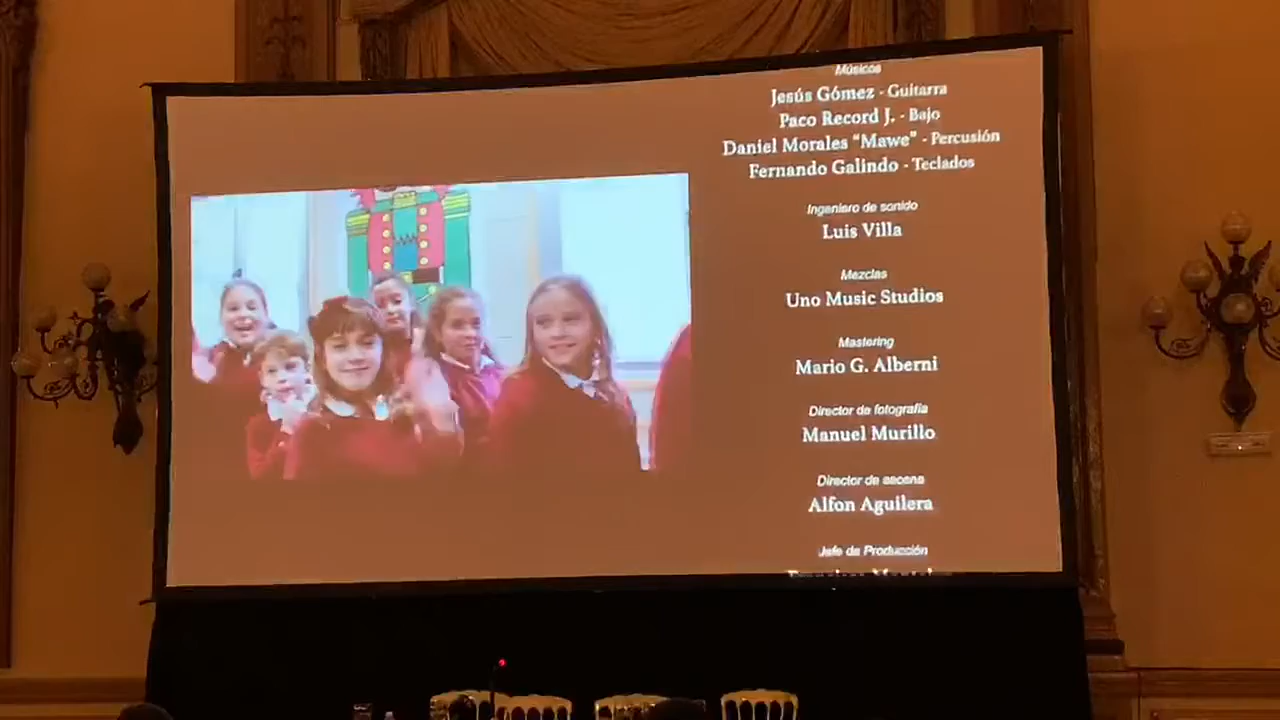 Músicos
Jesús Gómez - Guitarra
Paco Record J. - Bajo
Daniel Morales "Mawe" - Percusión
Fernando Galindo - Teclados
Ingeniero de sonido
Luis Villa
Mezclas
Uno Music Studios
Mastering
Mario G. Alberni
Director de fotografía
Manuel Murillo
Director de escena
Alfon Aguilera
Jefe de Producción